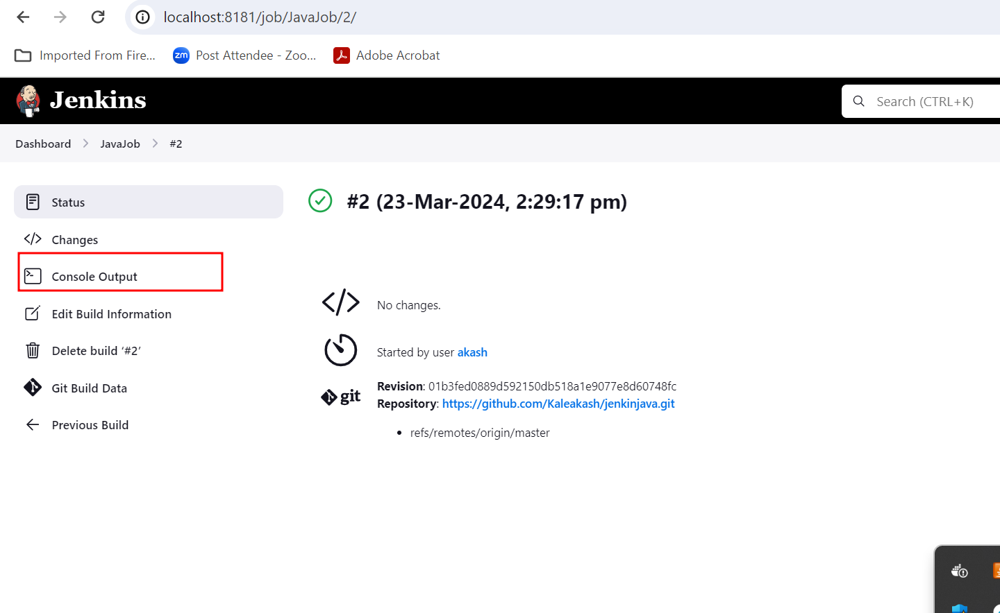 localhost:8181/job/JavaJob/2/
Imported From Fire... zm Post Attendee - Zoo... Adobe Acrobat
Jenkins Search (CTRL+K)
Dashboard > JavaJob > #2
Status
Changes
Console Output
Edit Build Information
Delete build ‘#2’
Git Build Data
Previous Build
#2 (23-Mar-2024, 2:29:17 pm)
No changes.
Started by user akash
git
Revision: 01b3fed0889d592150db518a1e9077e8d60748fc
Repository: https://github.com/Kaleakash/jenkinjava.git
• refs/remotes/origin/master